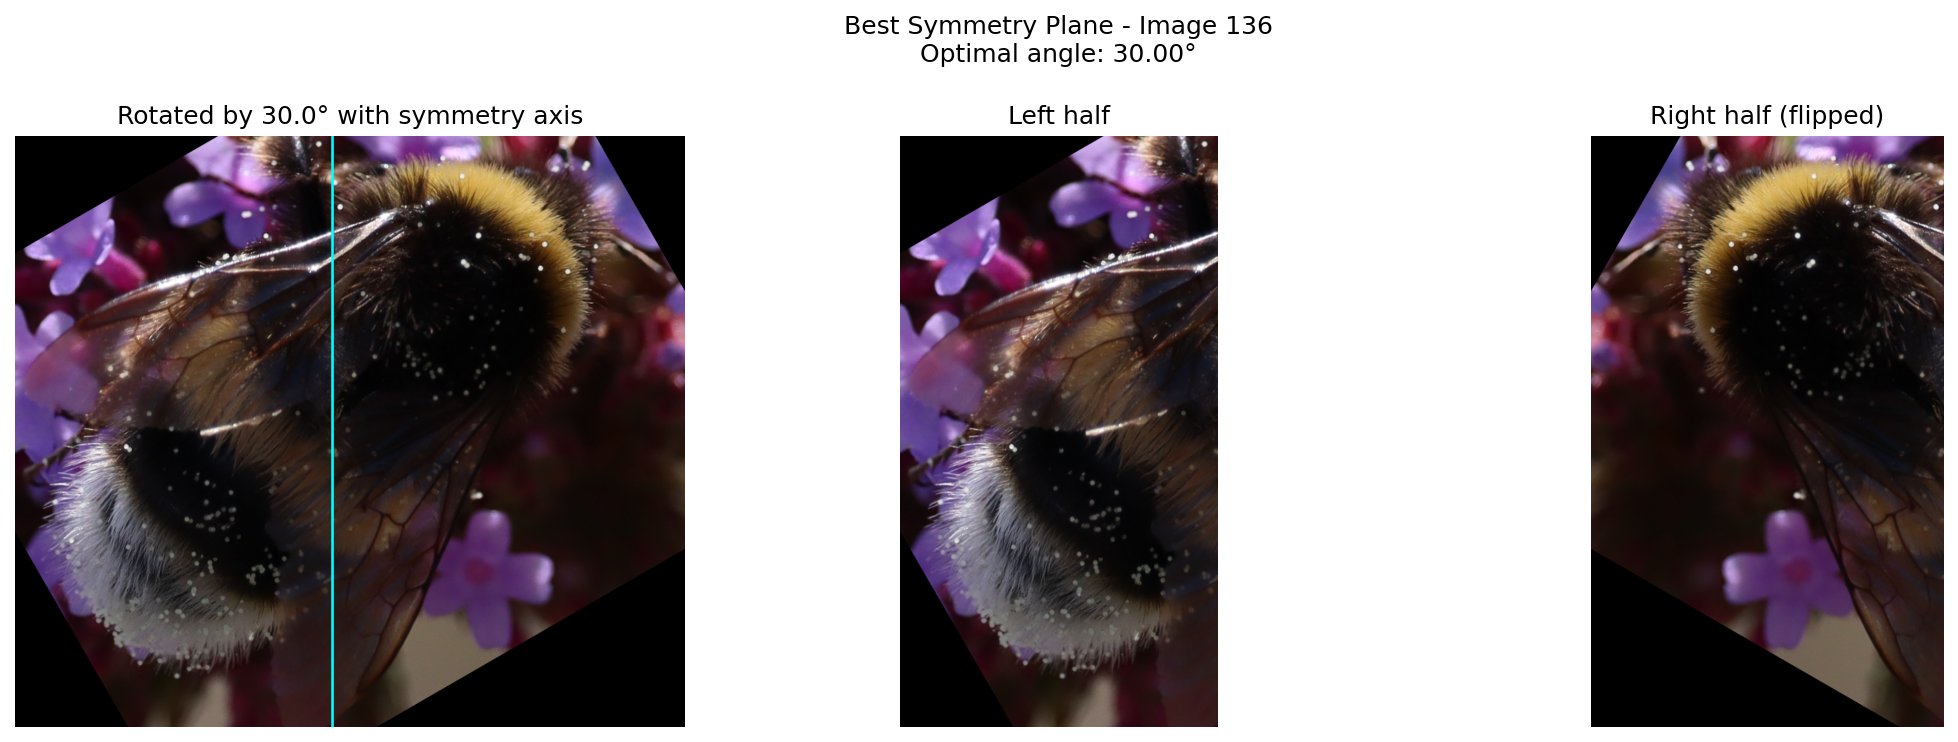 Best Symmetry Plane - Image 136
Optimal angle: 30.00°
Rotated by 30.0° with symmetry axis
Left half
Right half (flipped)